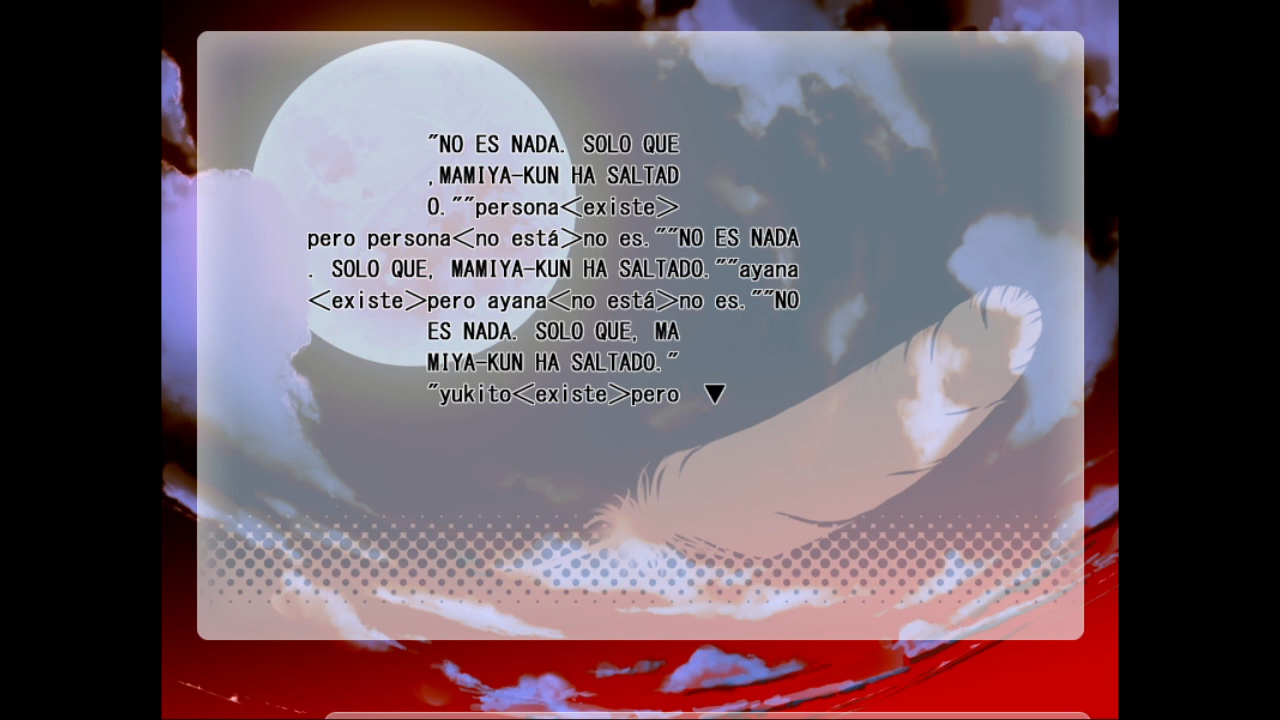 "NO ES NADA. SOLO QUE
,MAMIYA-KUN HA SALTAD
O.""persona<existe>
pero persona<no está>no es.""NO ES NADA
. SOLO QUE, MAMIYA-KUN HA SALTADO.""ayana
<existe>pero ayana<no está>no es.""NO
ES NADA. SOLO QUE, MA
MIYA-KUN HA SALTADO."
"yukito<existe>pero ▼